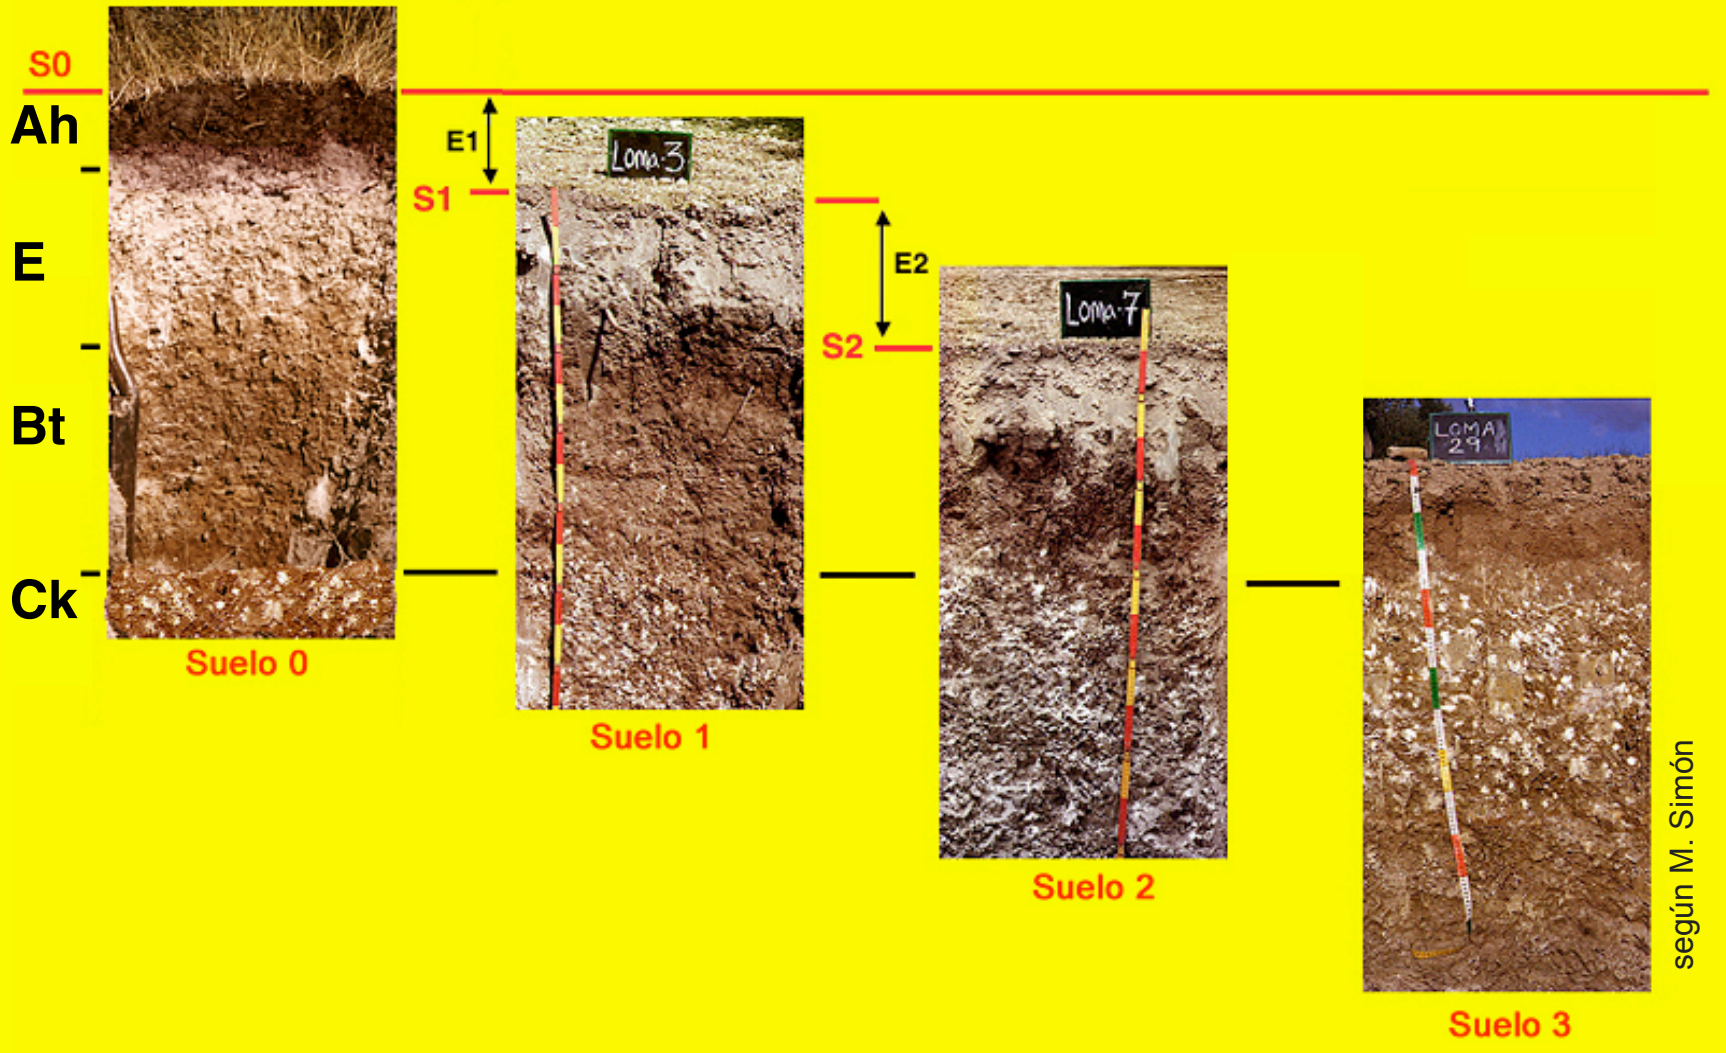 S0
Ah
E
Bt
Ck
Suelo 0
E1
S1
Loma-3
Suelo 1
E2
S2
Loma-7
Suelo 2
LOMA
29
Suelo 3
según M. Simón